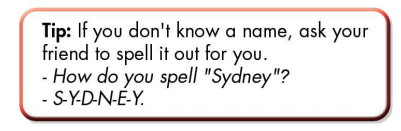 Tip: If you don't know a name, ask your
friend to spell it out for you.
- How do you spell "Sydney"?
- S-Y-D-N-E-Y.